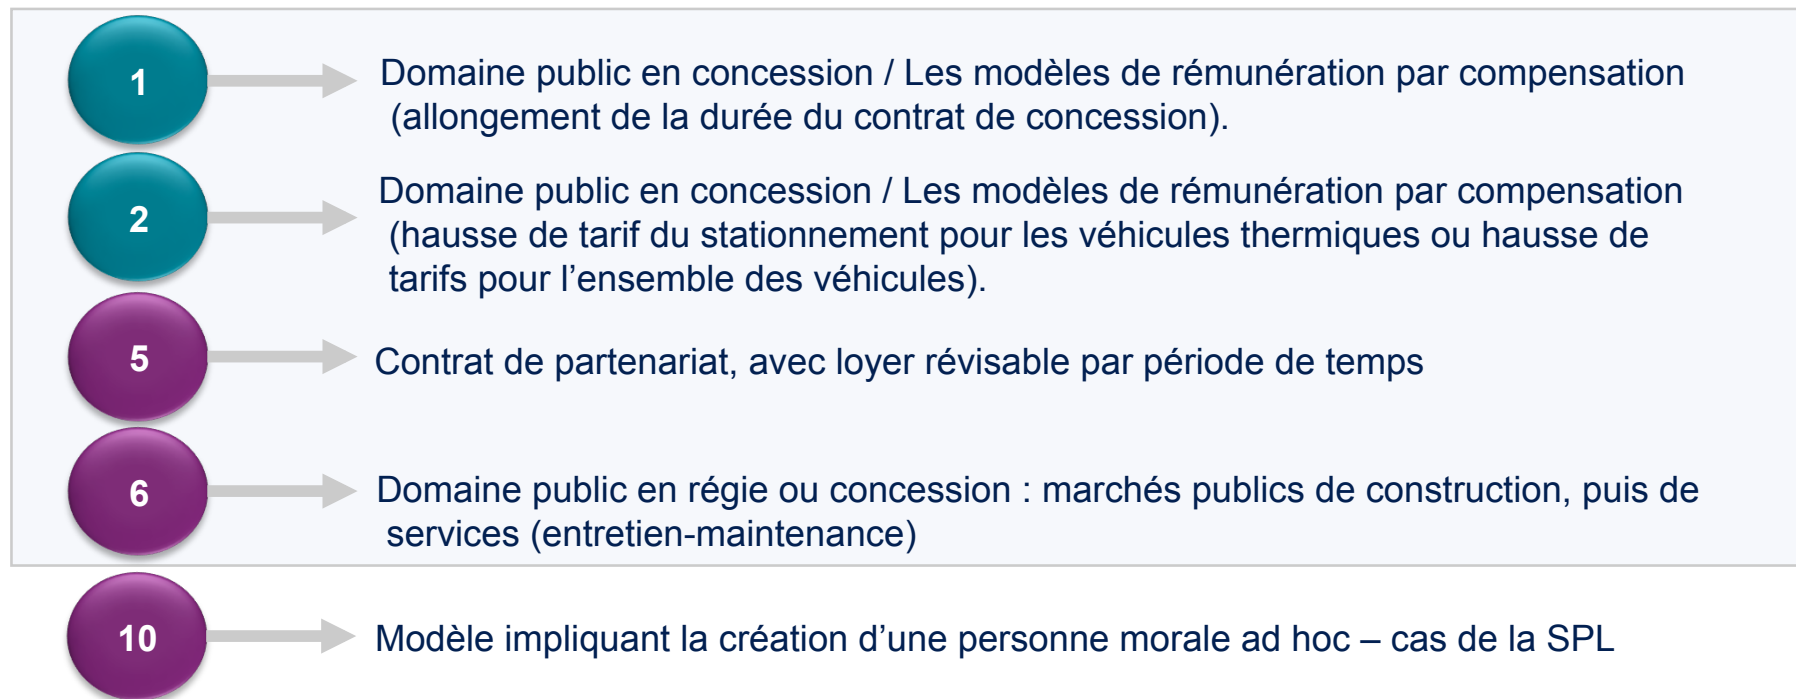 1
Domaine public en concession / Les modèles de rémunération par compensation
(allongement de la durée du contrat de concession).
2
Domaine public en concession / Les modèles de rémunération par compensation
(hausse de tarif du stationnement pour les véhicules thermiques ou hausse de
tarifs pour l’ensemble des véhicules).
5
Contrat de partenariat, avec loyer révisable par période de temps
6
Domaine public en régie ou concession : marchés publics de construction, puis de
services (entretien-maintenance)
10
Modèle impliquant la création d’une personne morale ad hoc – cas de la SPL